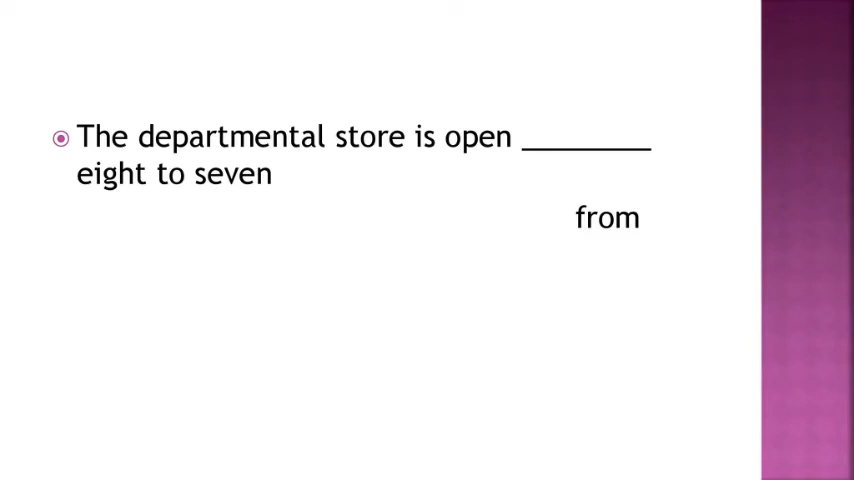 The departmental store is open ________
eight to seven
from